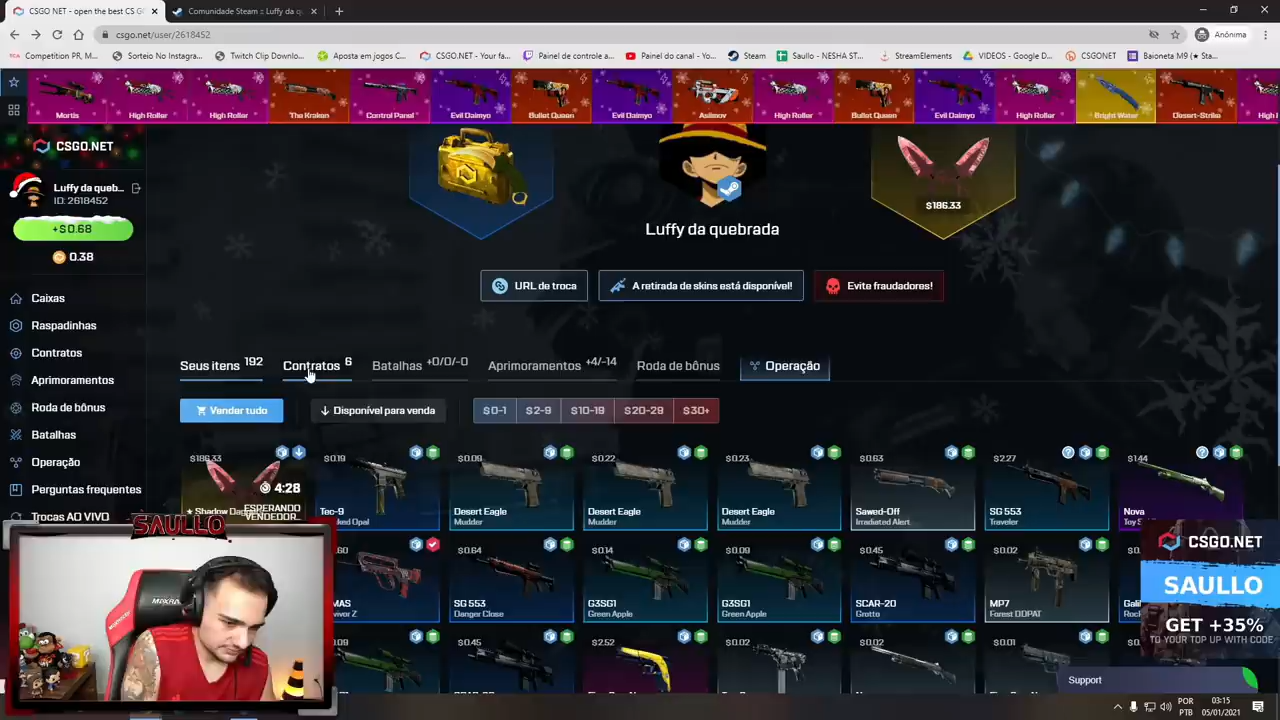 CSGO NET - open the best CS G
Comunidade Steam :: Luffy da qu
csgo.net/user/2618452
Anônima
Competition PR, Mo...
Sorteio No Instagra...
Twitch Clip Downlo...
Aposta em jogos, C...
CSGO.NET - Your fa...
Painel de controle a...
Painel do canal - Yo...
Steam
Saullo - NESHA ST...
StreamElements
VIDEOS - Google D...
CSGONET
Baioneta M9 (★ Sta...
Mortis
High Roller
High Roller
The Kraken
Control Panel
Evil Daimyo
Bullet Queen
Evil Daimyo
Asiimov
High Roller
Bullet Queen
Evil Daimyo
High Roller
Bright Water
Desert-Strike
CSGO.NET
Luffy da queb...
ID: 2618452
+$0.68
0.38
Caixas
Raspadinhas
Contratos
Aprimoramentos
Roda de bônus
Batalhas
Operação
Perguntas frequentes
Trocas AO VIVO
$186.33
Luffy da quebrada
URL de troca
A retirada de skins está disponível!
Evite fraudadores!
Seus itens 192
Contratos 6
Batalhas +0/0/-0
Aprimoramentos +4/-14
Roda de bônus
Operação
Vender tudo
Disponível para venda
$0-1
$2-9
$10-19
$20-29
$30+
$186.33
4:28
ESPERANDO
VENDEDOR...
★ Shadow Da
$0.19
Tec-9
$0.09
Desert Eagle
Mudder
$0.22
Desert Eagle
Mudder
$0.23
Desert Eagle
Mudder
$0.63
Sawed-Off
Irradiated Alert
$2.27
SG 553
Traveler
$1.44
Nova
$0.64
SG 553
Danger Close
$0.14
G3SG1
Green Apple
$0.09
G3SG1
Green Apple
$0.45
SCAR-20
Grotto
$0.02
MP7
Forest DDPAT
$0.45
$2.52
$0.02
$0.02
$0.01
SAULLO
CSGO.NET
SAULLO
GET +35%
TO YOUR TOP UP WITH CODE
Support
POR
PTB
03:15
05/01/2021